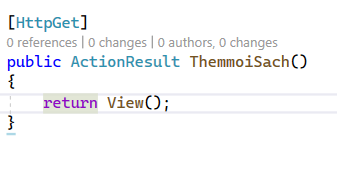 [HttpGet]
0 references | 0 changes | 0 authors, 0 changes
public ActionResult ThemmoiSach()
{
return View();
}